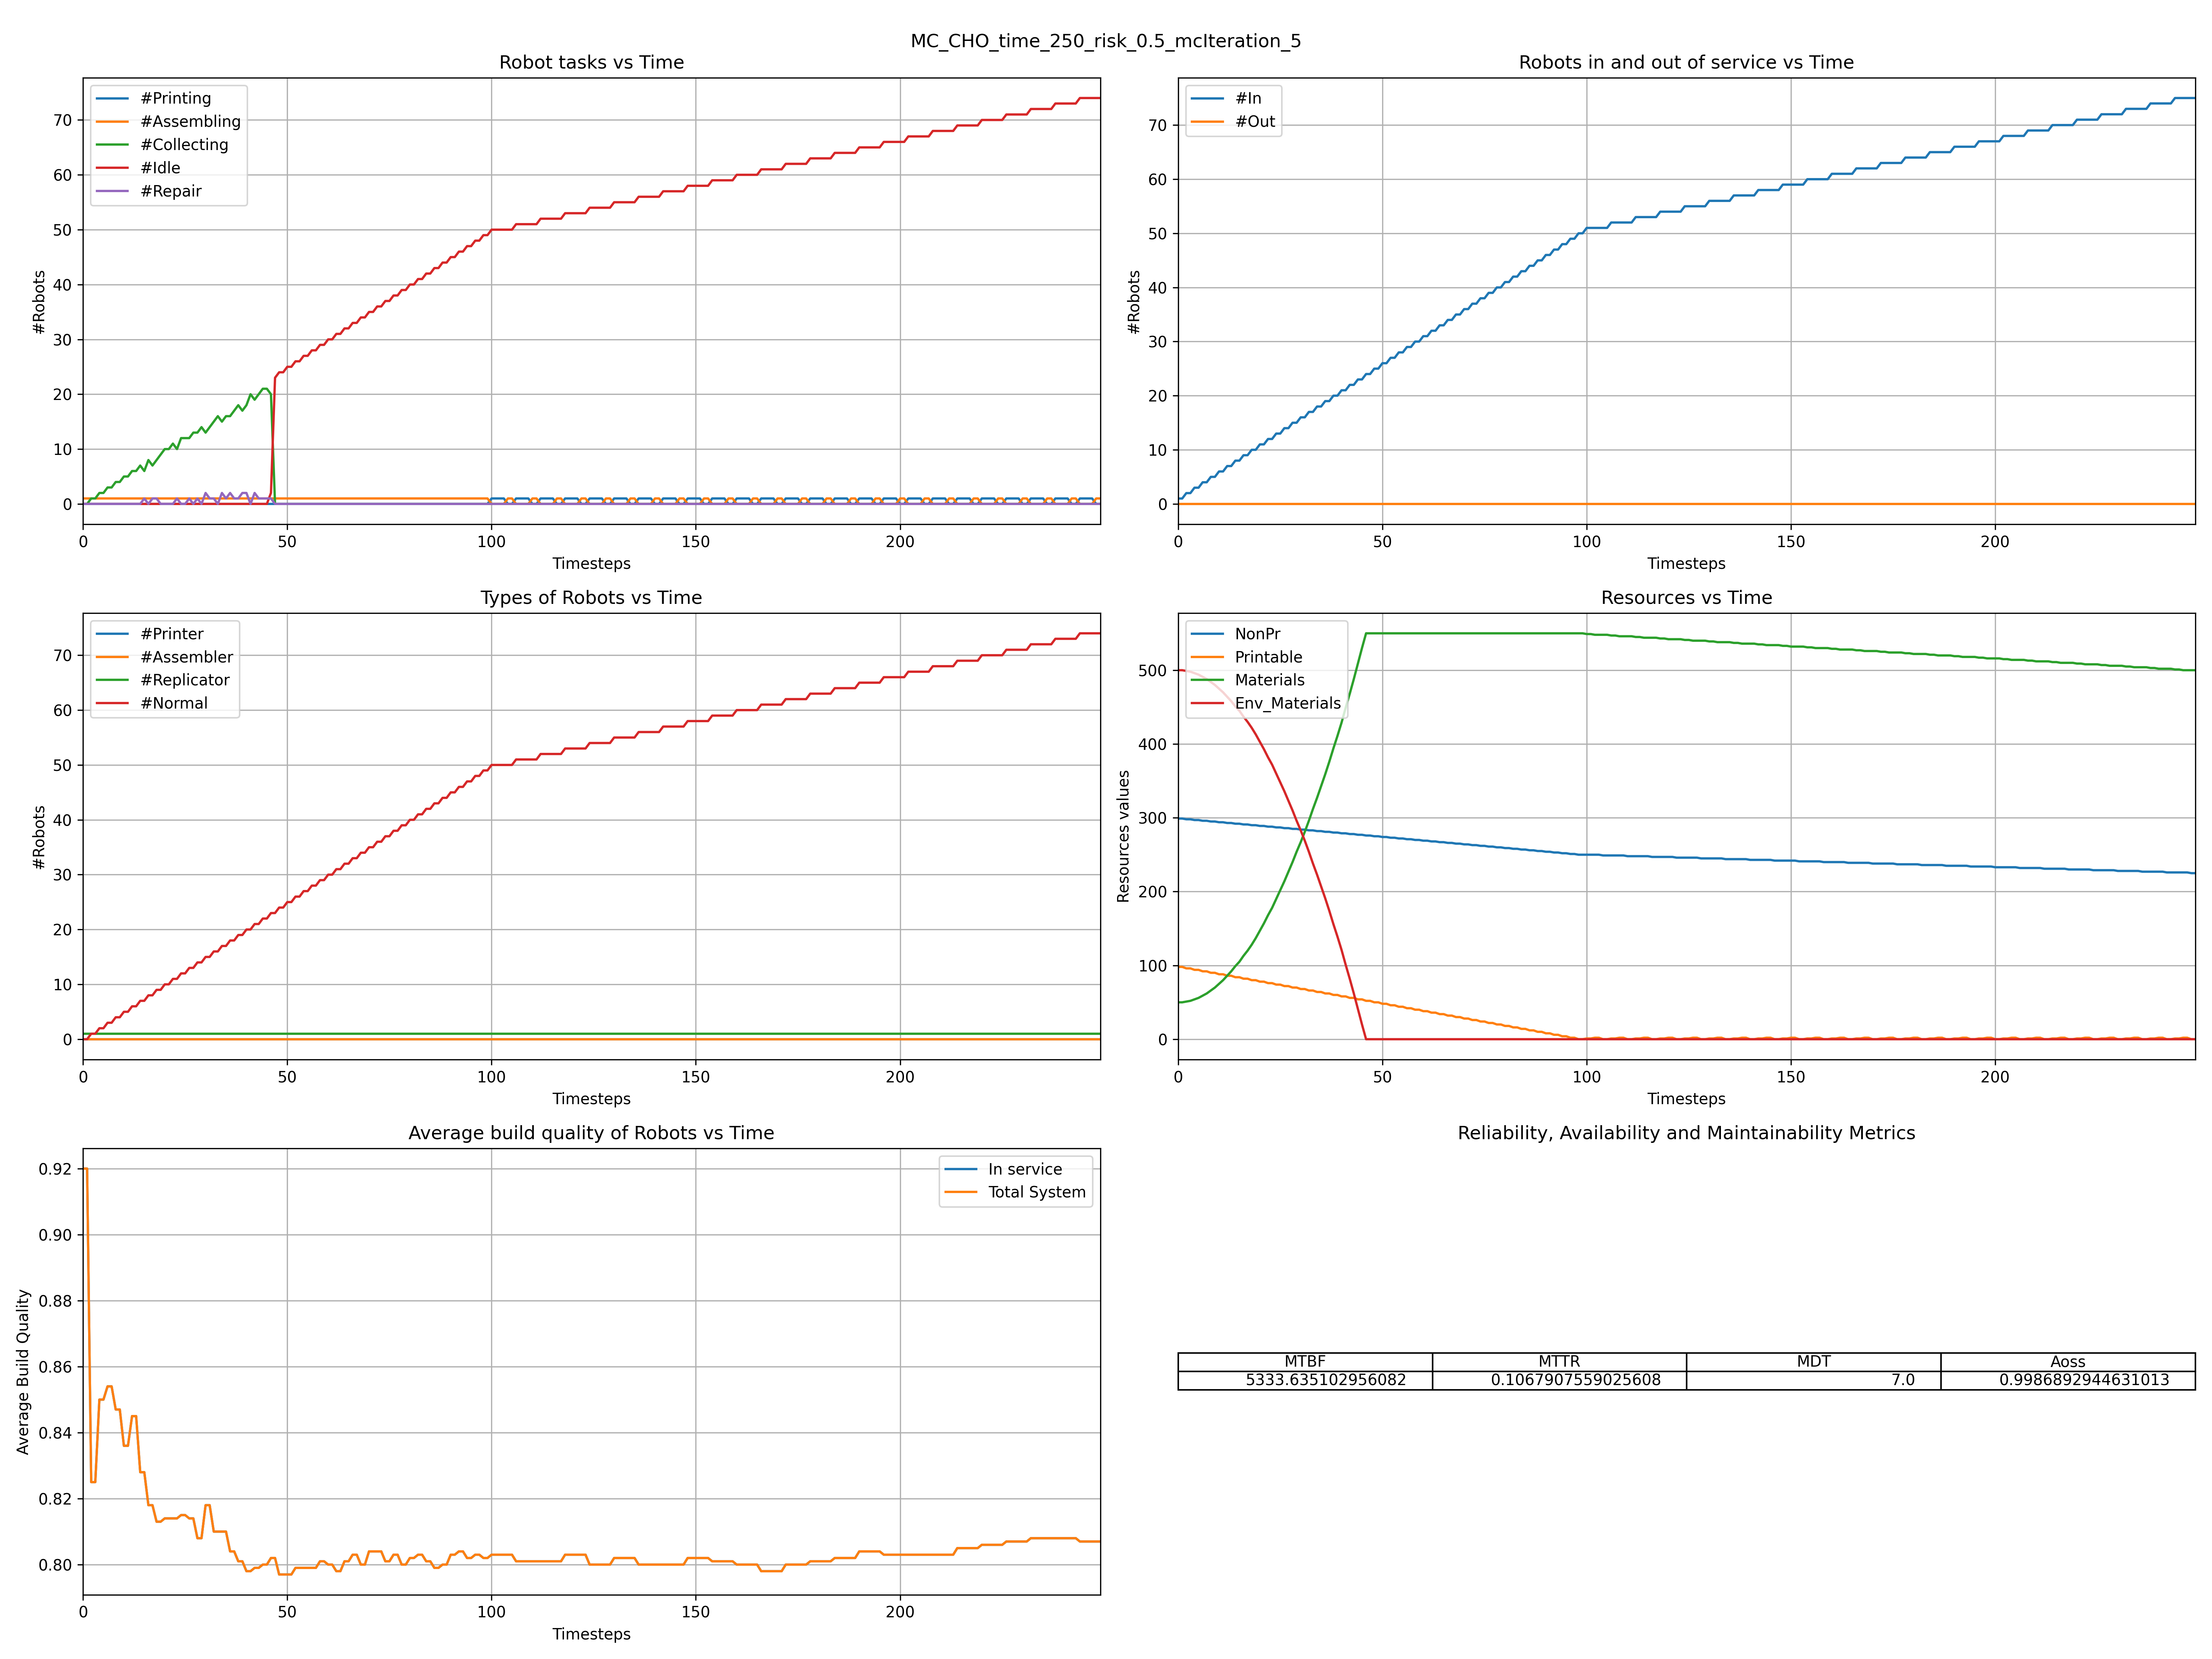 MC_CHO_time_250_risk_0.5_mcIteration_5
Robot tasks vs Time
#Printing
#Assembling
#Collecting
#Idle
#Repair
70
60
50
40
30
20
10
0
#Robots
0 50 100 150 200
Timesteps
Robots in and out of service vs Time
#In
#Out
70
60
50
40
30
20
10
0
#Robots
0 50 100 150 200
Timesteps
Types of Robots vs Time
#Printer
#Assembler
#Replicator
#Normal
70
60
50
40
30
20
10
0
#Robots
0 50 100 150 200
Timesteps
Resources vs Time
NonPr
Printable
Materials
Env_Materials
500
400
300
200
100
0
Resources values
0 50 100 150 200
Timesteps
Average build quality of Robots vs Time
In service
Total System
0.92
0.90
0.88
0.86
0.84
0.82
0.80
Average Build Quality
0 50 100 150 200
Timesteps
Reliability, Availability and Maintainability Metrics
MTBF MTTR MDT Aoss
5333.635102956082 0.1067907559025608 7.0 0.9986892944631013